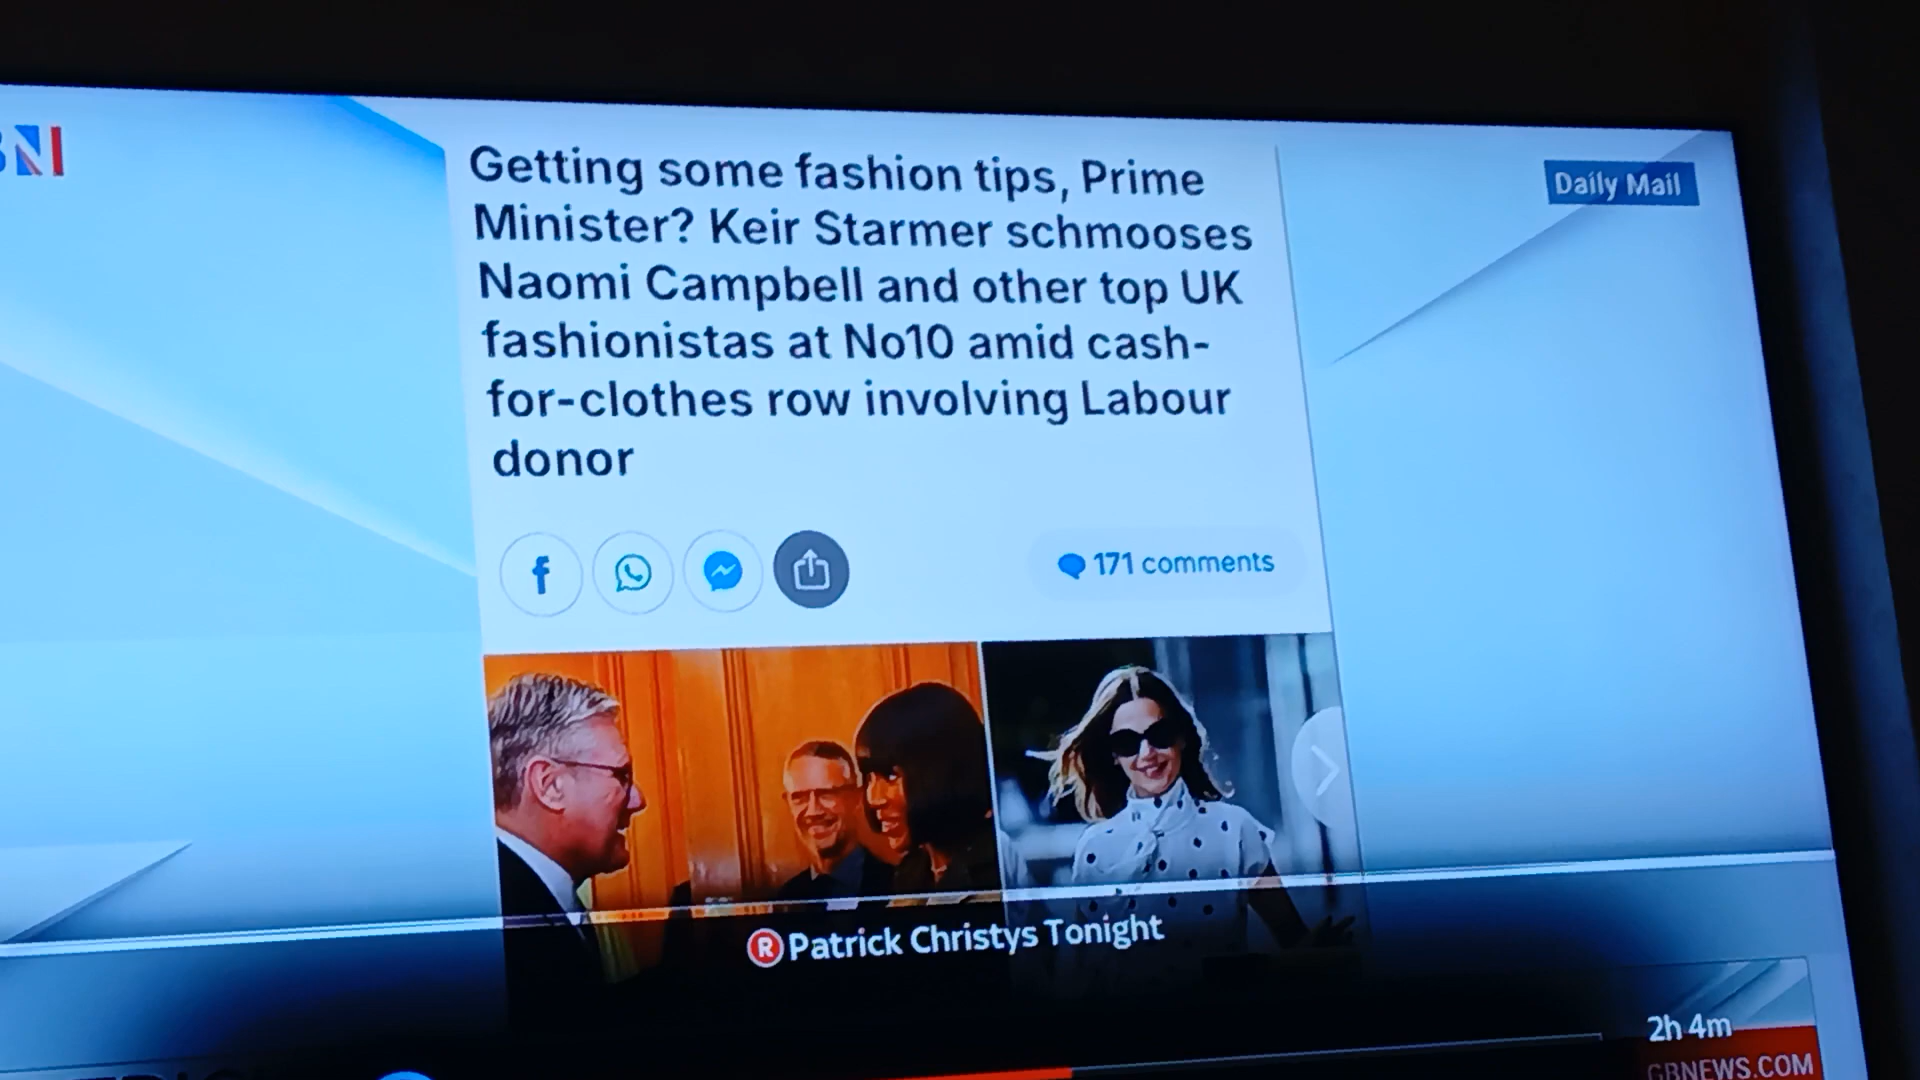 Getting some fashion tips, Prime
Minister? Keir Starmer schmooses
Naomi Campbell and other top UK
fashionistas at No10 amid cash-
for-clothes row involving Labour
donor
Daily Mail
f
171 comments
R Patrick Christys Tonight
2h 4m
GBNEWS.COM